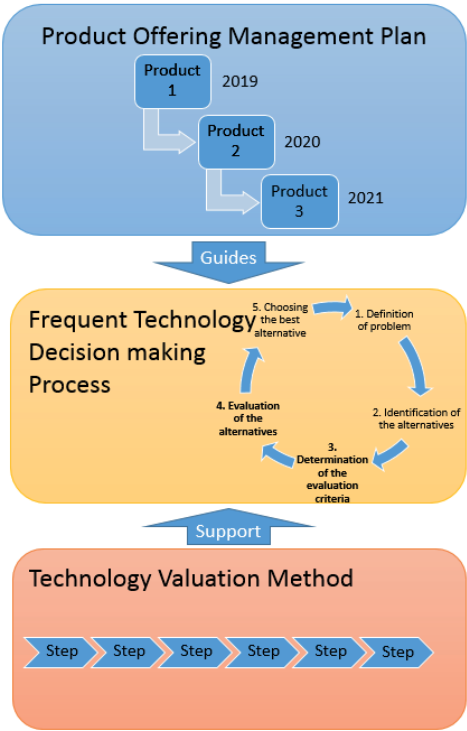 Product Offering Management Plan
Product
1
2019
Product
2
2020
Product
3
2021
Guides
Frequent Technology
Decision making
Process
5. Choosing
the best
alternative
1. Definition
of problem
4. Evaluation
of the
alternatives
2. Identification of
the alternatives
3.
Determination
of the
evaluation
criteria
Support
Technology Valuation Method
Step
Step
Step
Step
Step
Step